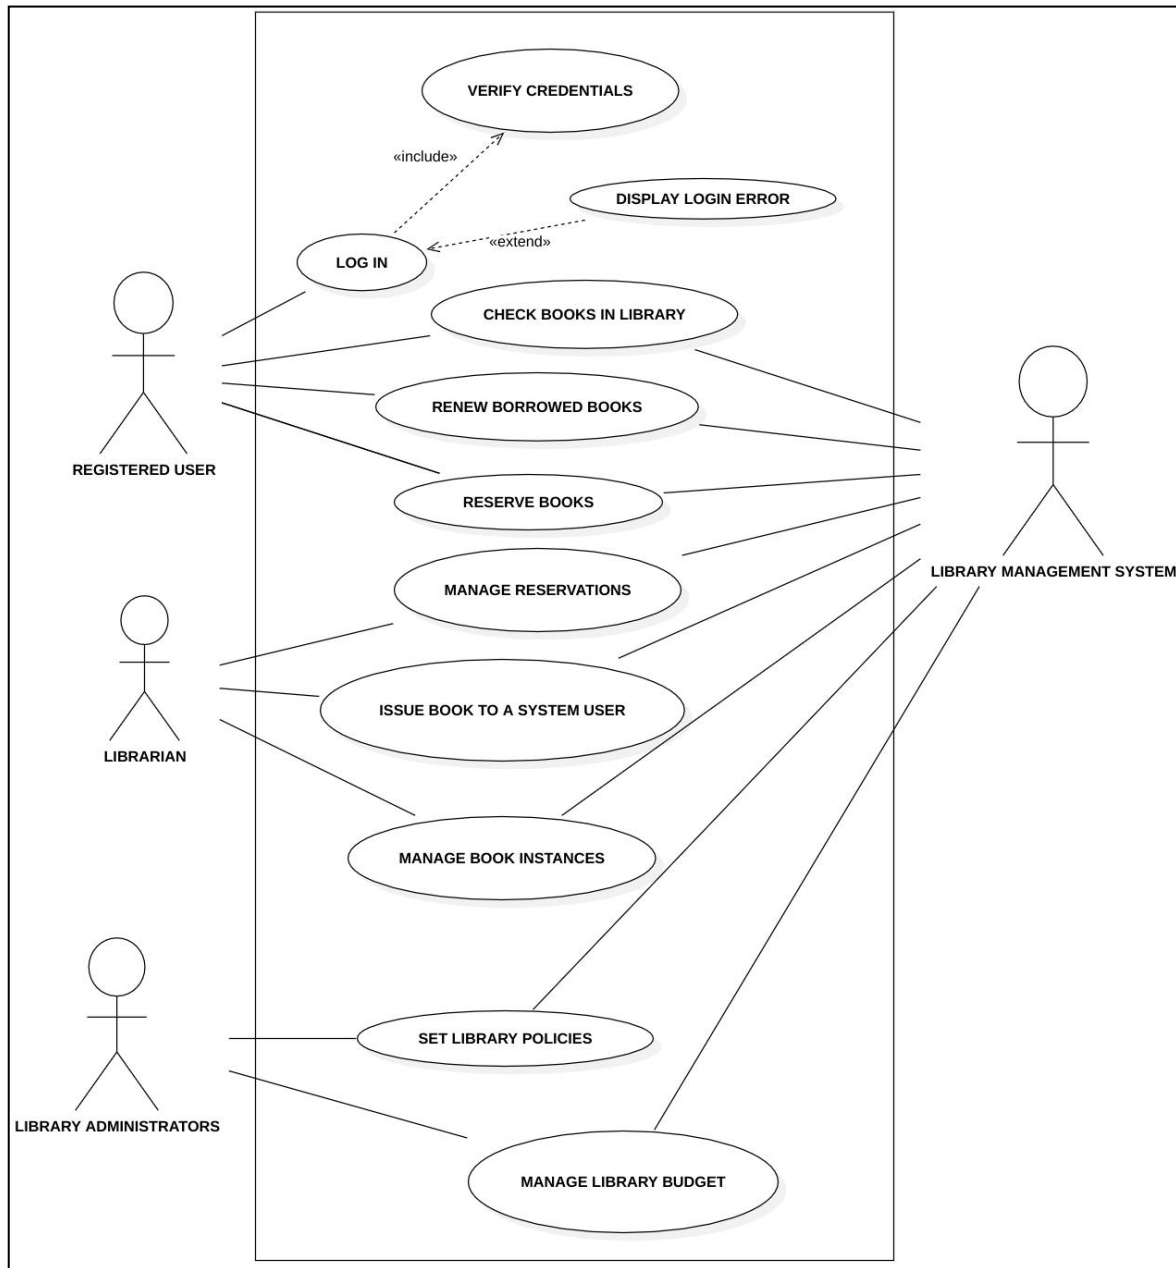 VERIFY CREDENTIALS
«include»
DISPLAY LOGIN ERROR
«extend»
LOG IN
CHECK BOOKS IN LIBRARY
RENEW BORROWED BOOKS
REGISTERED USER
RESERVE BOOKS
LIBRARY MANAGEMENT SYSTEM
MANAGE RESERVATIONS
ISSUE BOOK TO A SYSTEM USER
LIBRARIAN
MANAGE BOOK INSTANCES
SET LIBRARY POLICIES
LIBRARY ADMINISTRATORS
MANAGE LIBRARY BUDGET